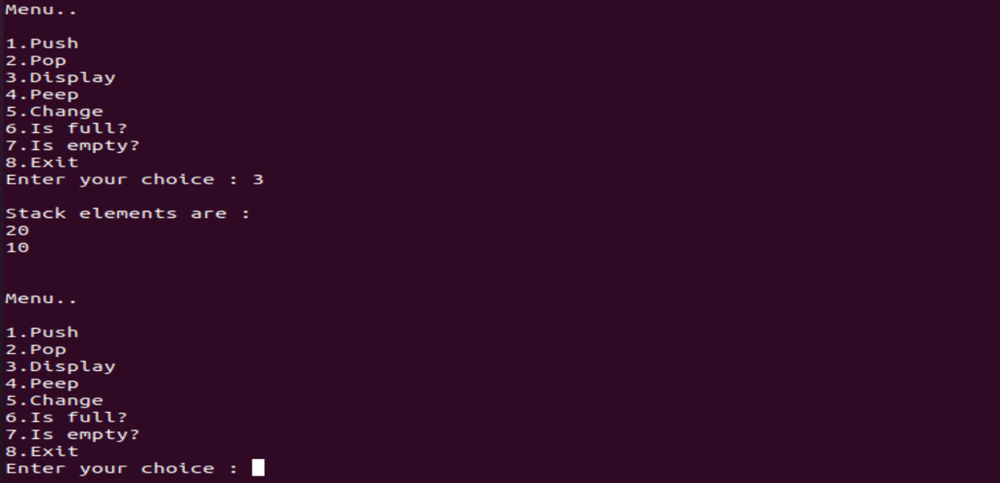 Menu..
1.Push
2.Pop
3.Display
4.Peep
5.Change
6.Is full?
7.Is empty?
8.Exit
Enter your choice : 3
Stack elements are :
20
10
Menu..
1.Push
2.Pop
3.Display
4.Peep
5.Change
6.Is full?
7.Is empty?
8.Exit
Enter your choice :